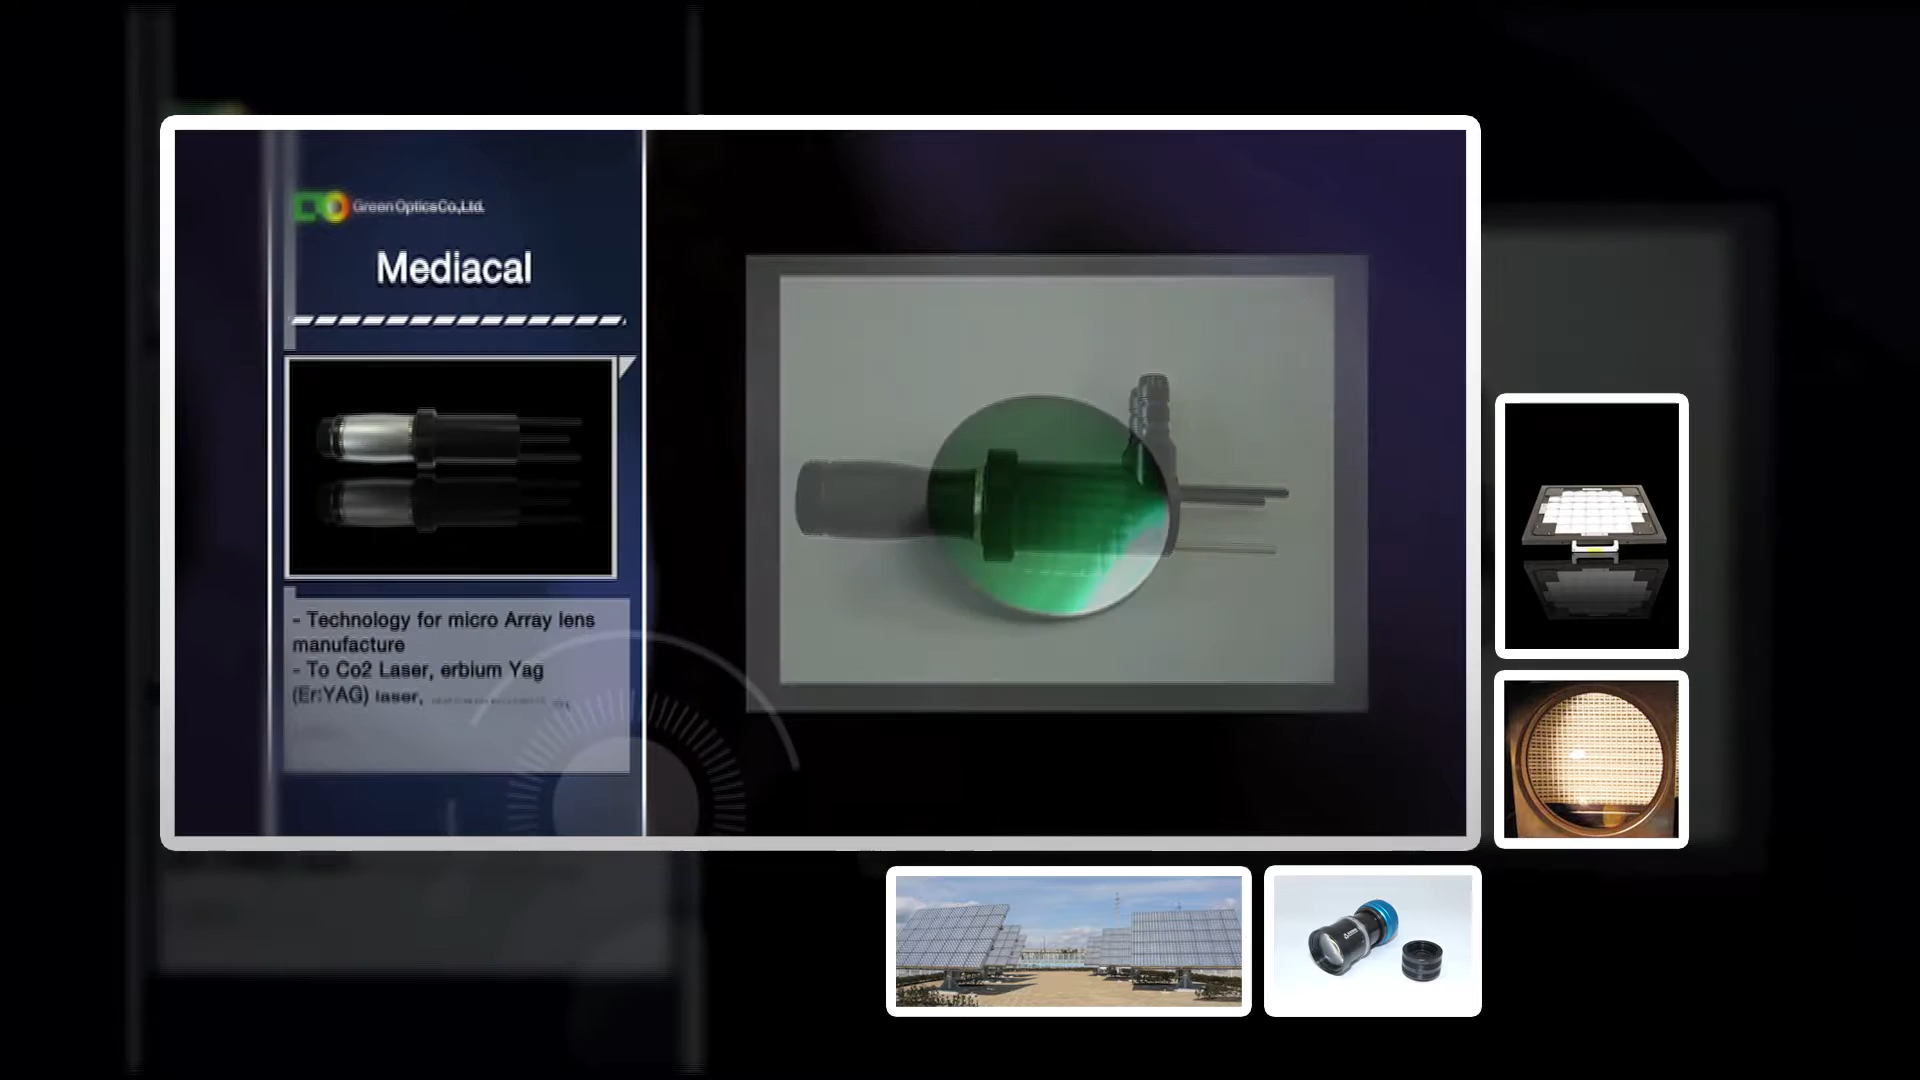 Green Optics Co.,Ltd.
Mediacal
- Technology for micro Array lens
manufacture
- To Co2 Laser, erbium Yag
(Er:YAG) laser,